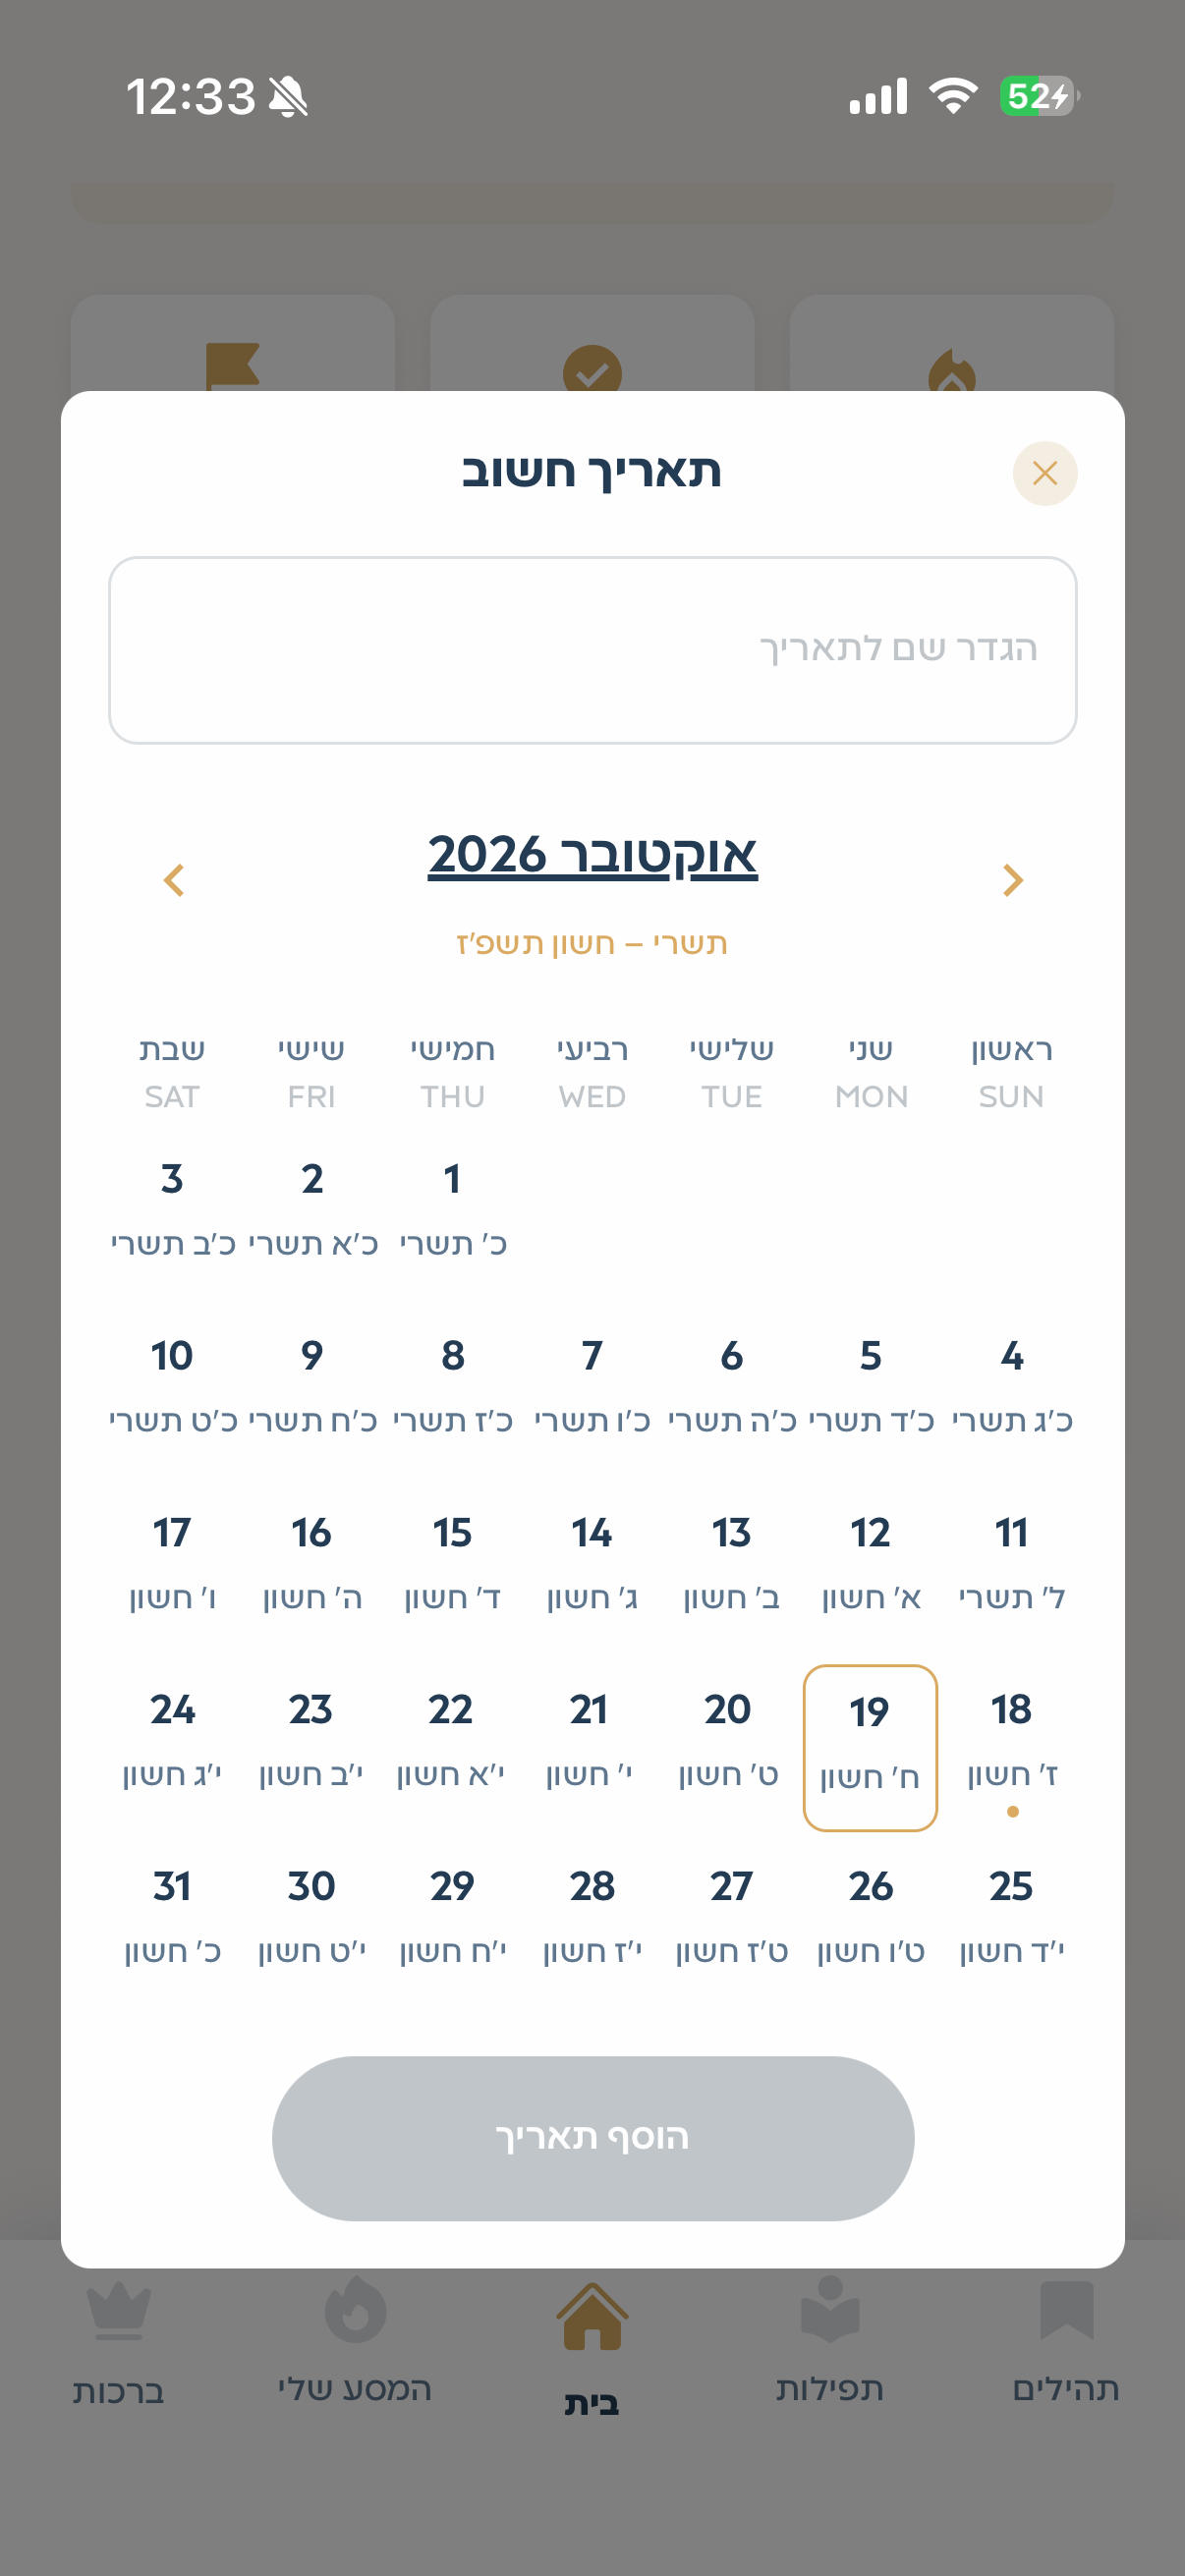 12:33
52
תאריך חשוב
הגדר שם לתאריך
אוקטובר 2026
תשרי – חשון תשפ'ז
ראשון שני שלישי רביעי חמישי שישי שבת
SUN MON TUE WED THU FRI SAT
1 2 3
כ' תשרי כ'א תשרי כ'ב תשרי
4 5 6 7 8 9 10
כ'ג תשרי כ'ד תשרי כ'ה תשרי כ'ו תשרי כ'ז תשרי כ'ח תשרי כ'ט תשרי
11 12 13 14 15 16 17
ל' תשרי א' חשון ב' חשון ג' חשון ד' חשון ה' חשון ו' חשון
18 19 20 21 22 23 24
ז' חשון ח' חשון ט' חשון י' חשון י'א חשון י'ב חשון י'ג חשון
25 26 27 28 29 30 31
י'ד חשון ט'ו חשון ט'ז חשון י'ז חשון י'ח חשון י'ט חשון כ' חשון
הוסף תאריך
תהילים תפילות בית המסע שלי ברכות